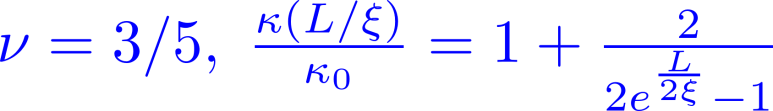 ν = 3/5, κ(L/ξ)/κ₀ = 1 + 2/(2e^{L/(2ξ)} − 1)